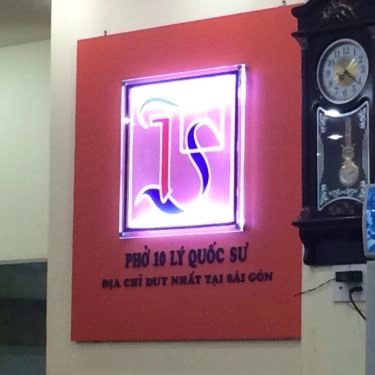 PHỞ 10 LÝ QUỐC SƯ
ĐỊA CHỈ DUY NHẤT TẠI SÀI GÒN